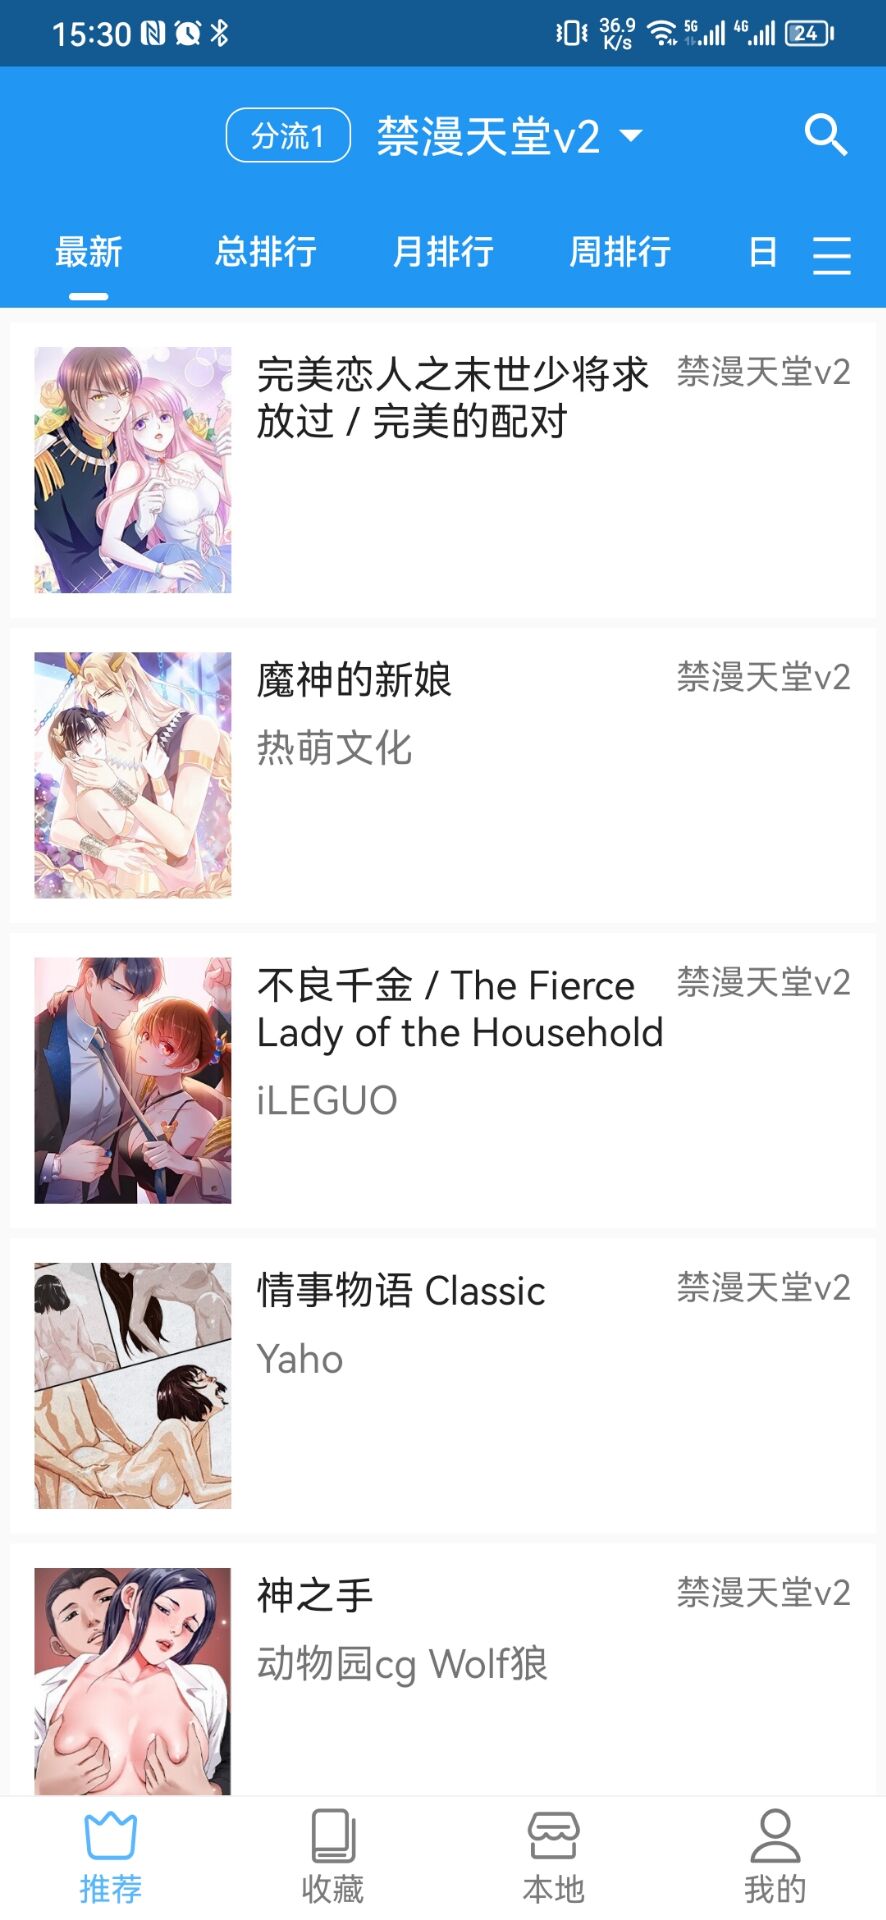 15:30
36.9 K/s
5G
4G
24
分流1 禁漫天堂v2
最新 总排行 月排行 周排行 日
完美恋人之末世少将求 禁漫天堂v2
放过 / 完美的配对
魔神的新娘 禁漫天堂v2
热萌文化
不良千金 / The Fierce 禁漫天堂v2
Lady of the Household
iLEGUO
情事物语 Classic 禁漫天堂v2
Yaho
神之手 禁漫天堂v2
动物园cg Wolf狼
推荐 收藏 本地 我的